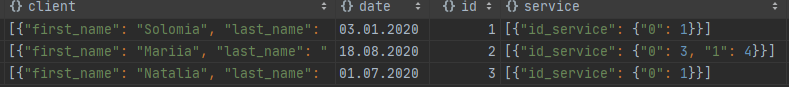 client date id service
[{"first_name": "Solomia", "last_name": 03.01.2020 1 [{"id_service": {"0": 1}}]
[{"first_name": "Mariia", "last_name": " 18.08.2020 2 [{"id_service": {"0": 3, "1": 4}}]
[{"first_name": "Natalia", "last_name": 01.07.2020 3 [{"id_service": {"0": 1}}]